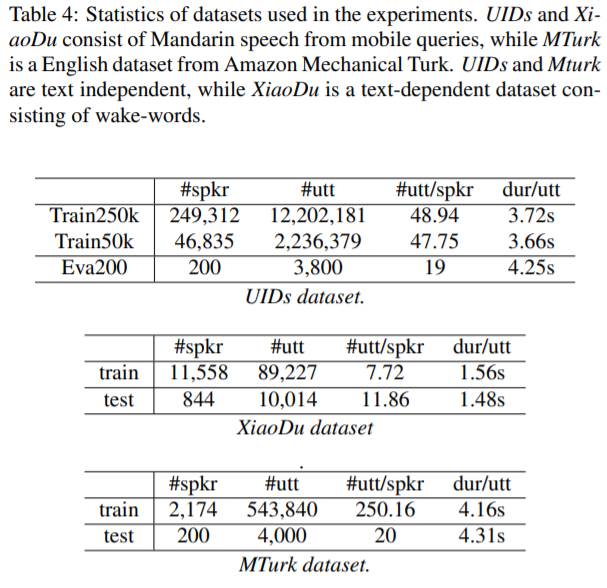 Table 4: Statistics of datasets used in the experiments. UIDs and Xi-
aoDu consist of Mandarin speech from mobile queries, while MTurk
is a English dataset from Amazon Mechanical Turk. UIDs and Mturk
are text independent, while XiaoDu is a text-dependent dataset con-
sisting of wake-words.
#spkr #utt #utt/spkr dur/utt
Train250k 249,312 12,202,181 48.94 3.72s
Train50k 46,835 2,236,379 47.75 3.66s
Eva200 200 3,800 19 4.25s
UIDs dataset.
#spkr #utt #utt/spkr dur/utt
train 11,558 89,227 7.72 1.56s
test 844 10,014 11.86 1.48s
XiaoDu dataset
.
#spkr #utt #utt/spkr dur/utt
train 2,174 543,840 250.16 4.16s
test 200 4,000 20 4.31s
MTurk dataset.